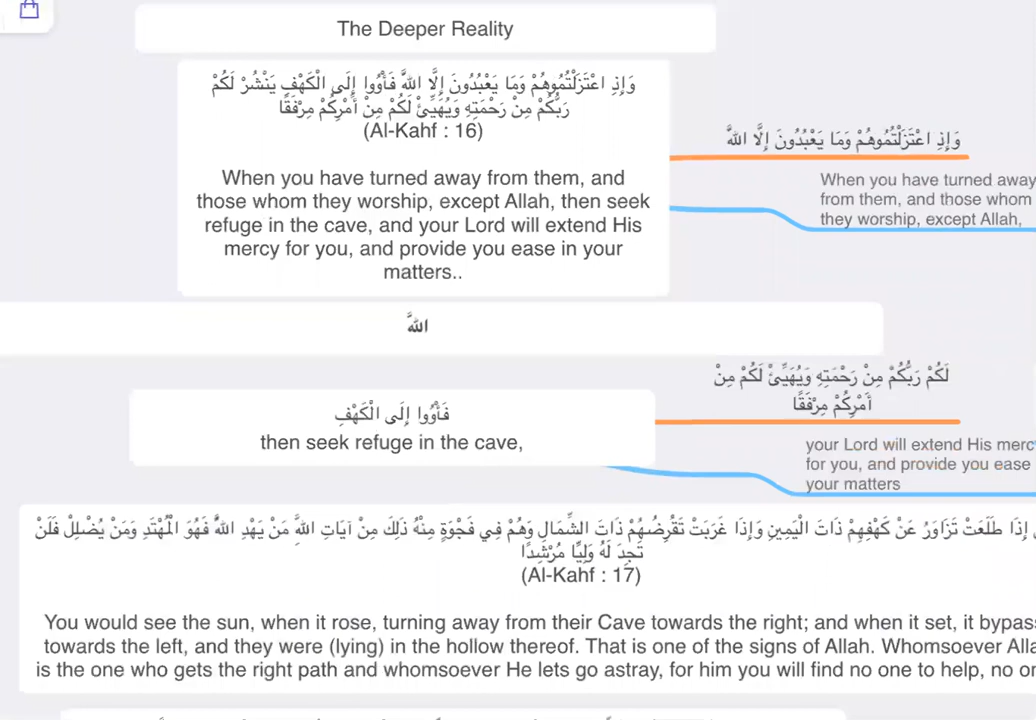 The Deeper Reality
وَإِذِ اعْتَزَلْتُمُوهُمْ وَمَا يَعْبُدُونَ إِلَّا اللَّهَ فَأْوُوا إِلَى الْكَهْفِ يَنْشُرْ لَكُمْ
رَبُّكُمْ مِنْ رَحْمَتِهِ وَيُهَيِّئْ لَكُمْ مِنْ أَمْرِكُمْ مِرْفَقًا
(Al-Kahf : 16)
When you have turned away from them, and
those whom they worship, except Allah, then seek
refuge in the cave, and your Lord will extend His
mercy for you, and provide you ease in your
matters..
وَإِذِ اعْتَزَلْتُمُوهُمْ وَمَا يَعْبُدُونَ إِلَّا اللَّهَ
When you have turned away
from them, and those whom
they worship, except Allah,
اللَّهَ
فَأْوُوا إِلَى الْكَهْفِ
then seek refuge in the cave,
لَكُمْ رَبُّكُمْ مِنْ رَحْمَتِهِ وَيُهَيِّئْ لَكُمْ مِنْ
أَمْرِكُمْ مِرْفَقًا
your Lord will extend His
for you, and provide you ease
your matters
إِذَا طَلَعَتْ تَزَاوَرُ عَنْ كَهْفِهِمْ ذَاتَ الْيَمِينِ وَإِذَا غَرَبَتْ تَقْرِضُهُمْ ذَاتَ الشِّمَالِ وَهُمْ فِي فَجْوَةٍ مِنْهُ ذَلِكَ مِنْ آيَاتِ اللَّهِ مَنْ يَهْدِ اللَّهُ فَهُوَ الْمُهْتَدِ وَمَنْ يُضْلِلْ فَلَنْ
تَجِدَ لَهُ وَلِيًّا مُرْشِدًا
(Al-Kahf : 17)
You would see the sun, when it rose, turning away from their Cave towards the right; and when it set, it
towards the left, and they were (lying) in the hollow thereof. That is one of the signs of Allah. Whomsoever
is the one who gets the right path and whomsoever He lets go astray, for him you will find no one to help, no